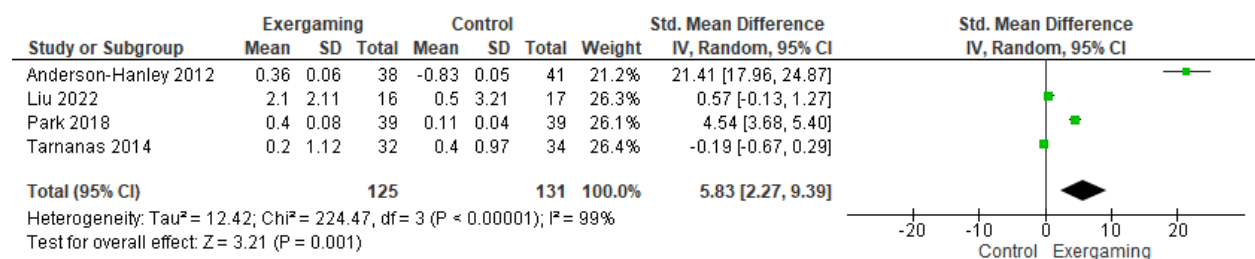 Exergaming Control Std. Mean Difference Std. Mean Difference
Study or Subgroup Mean SD Total Mean SD Total Weight IV, Random, 95% CI IV, Random, 95% CI
Anderson-Hanley 2012 0.36 0.06 38 -0.83 0.05 41 21.2% 21.41 [17.96, 24.87]
Liu 2022 2.1 2.11 16 0.5 3.21 17 26.3% 0.57 [-0.13, 1.27]
Park 2018 0.4 0.08 39 0.11 0.04 39 26.1% 4.54 [3.68, 5.40]
Tarnanas 2014 0.2 1.12 32 0.4 0.97 34 26.4% -0.19 [-0.67, 0.29]
Total (95% CI) 125 131 100.0% 5.83 [2.27, 9.39]
Heterogeneity: Tau² = 12.42; Chi² = 224.47, df = 3 (P < 0.00001); I² = 99%
Test for overall effect: Z = 3.21 (P = 0.001)
-20 -10 0 10 20
Control Exergaming